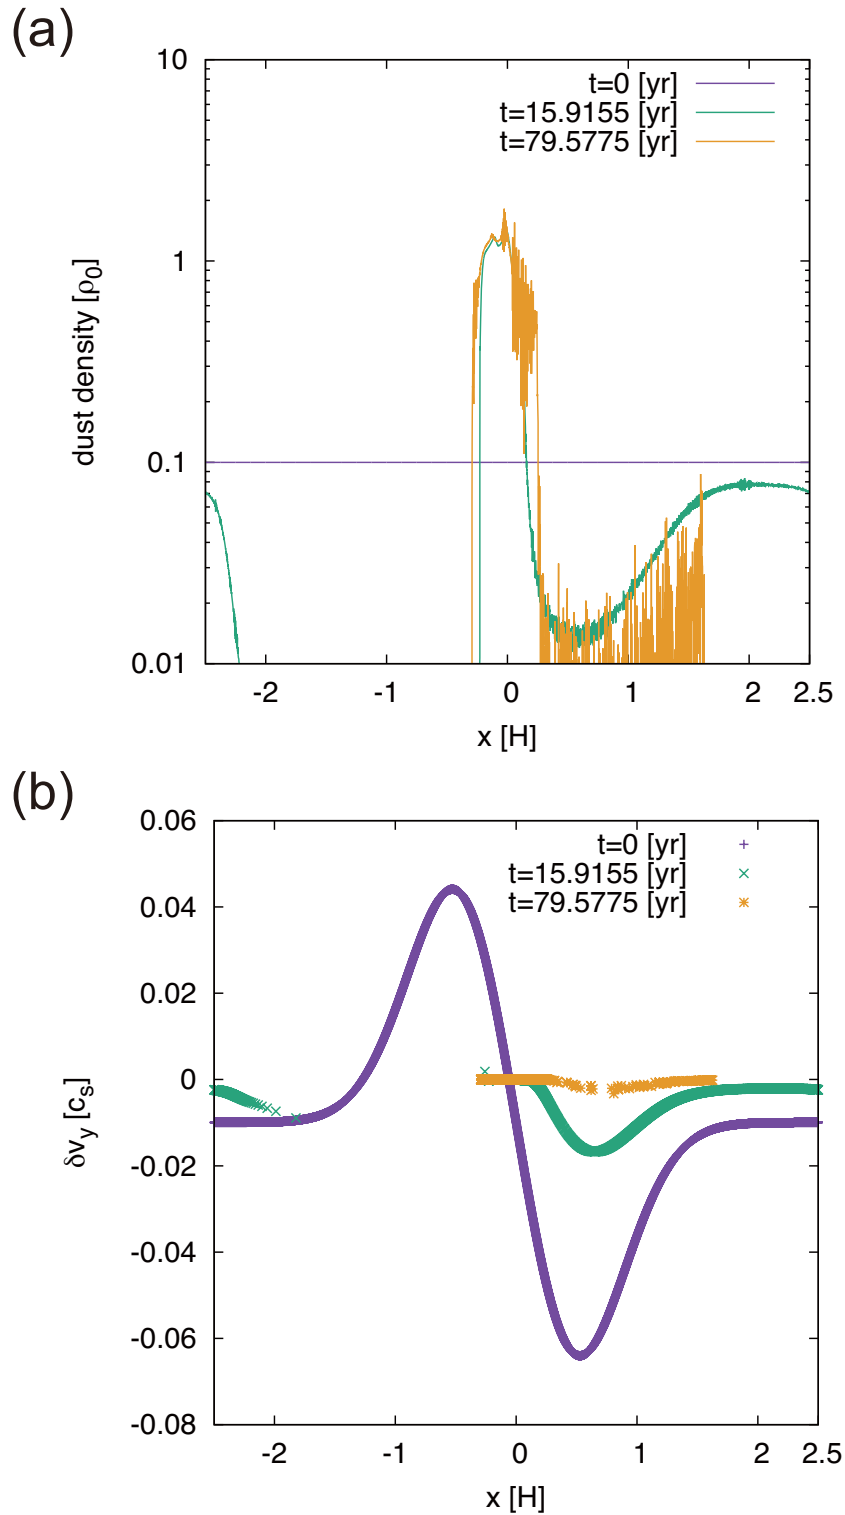 (a)
10
1
0.1
0.01
dust density [ρ0]
t=0 [yr]
t=15.9155 [yr]
t=79.5775 [yr]
-2
-1
0
1
2
2.5
x [H]
(b)
0.06
0.04
0.02
0
-0.02
-0.04
-0.06
-0.08
δvy [cs]
t=0 [yr]
t=15.9155 [yr]
t=79.5775 [yr]
-2
-1
0
1
2
2.5
x [H]